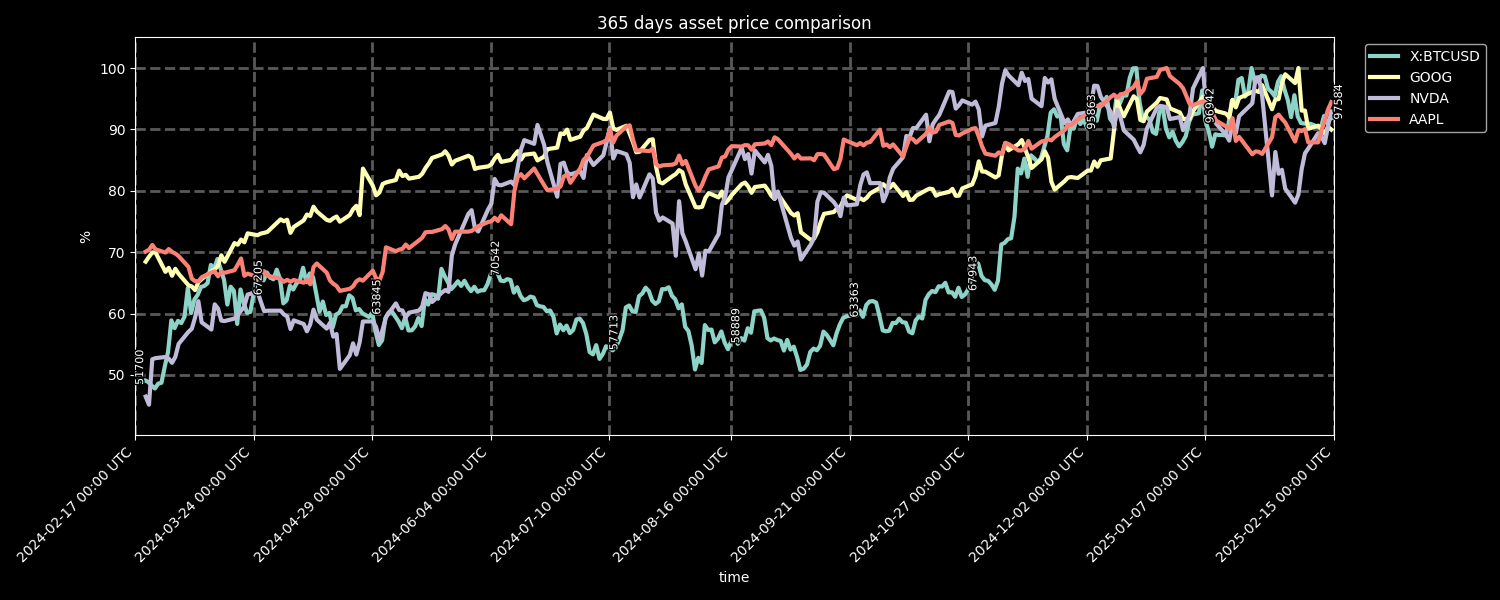 365 days asset price comparison
X:BTCUSD
GOOG
NVDA
AAPL
%
100
90
80
70
60
50
51700
67205
63845
70542
57713
58889
63363
67943
95863
96942
97584
2024-02-17 00:00 UTC
2024-03-24 00:00 UTC
2024-04-29 00:00 UTC
2024-06-04 00:00 UTC
2024-07-10 00:00 UTC
2024-08-16 00:00 UTC
2024-09-21 00:00 UTC
2024-10-27 00:00 UTC
2024-12-02 00:00 UTC
2025-01-07 00:00 UTC
2025-02-15 00:00 UTC
time